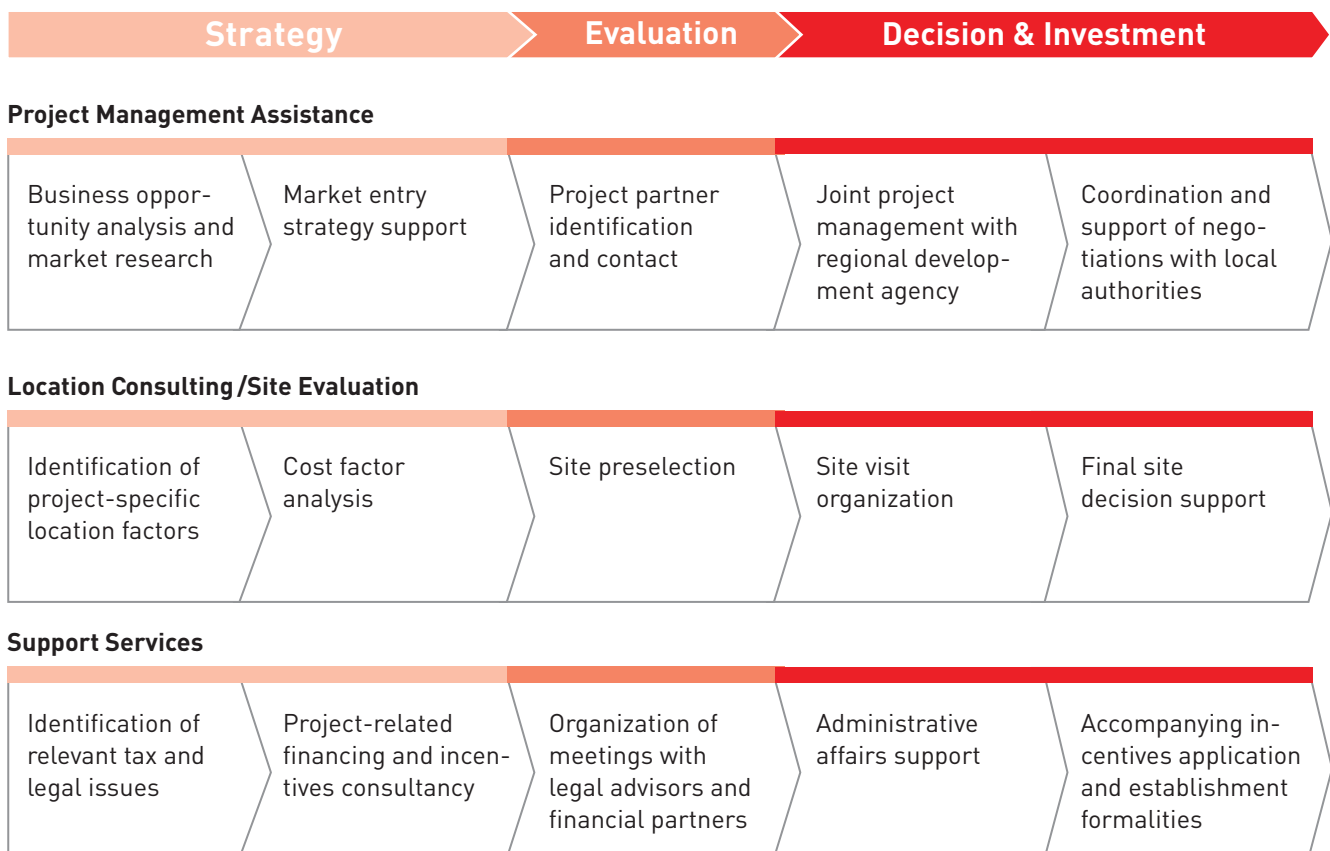 Strategy
Evaluation
Decision & Investment
Project Management Assistance
Business oppor-
tunity analysis and
market research
Market entry
strategy support
Project partner
identification
and contact
Joint project
management with
regional develop-
ment agency
Coordination and
support of nego-
tiations with local
authorities
Location Consulting/Site Evaluation
Identification of
project-specific
location factors
Cost factor
analysis
Site preselection
Site visit
organization
Final site
decision support
Support Services
Identification of
relevant tax and
legal issues
Project-related
financing and incen-
tives consultancy
Organization of
meetings with
legal advisors and
financial partners
Administrative
affairs support
Accompanying in-
centives application
and establishment
formalities